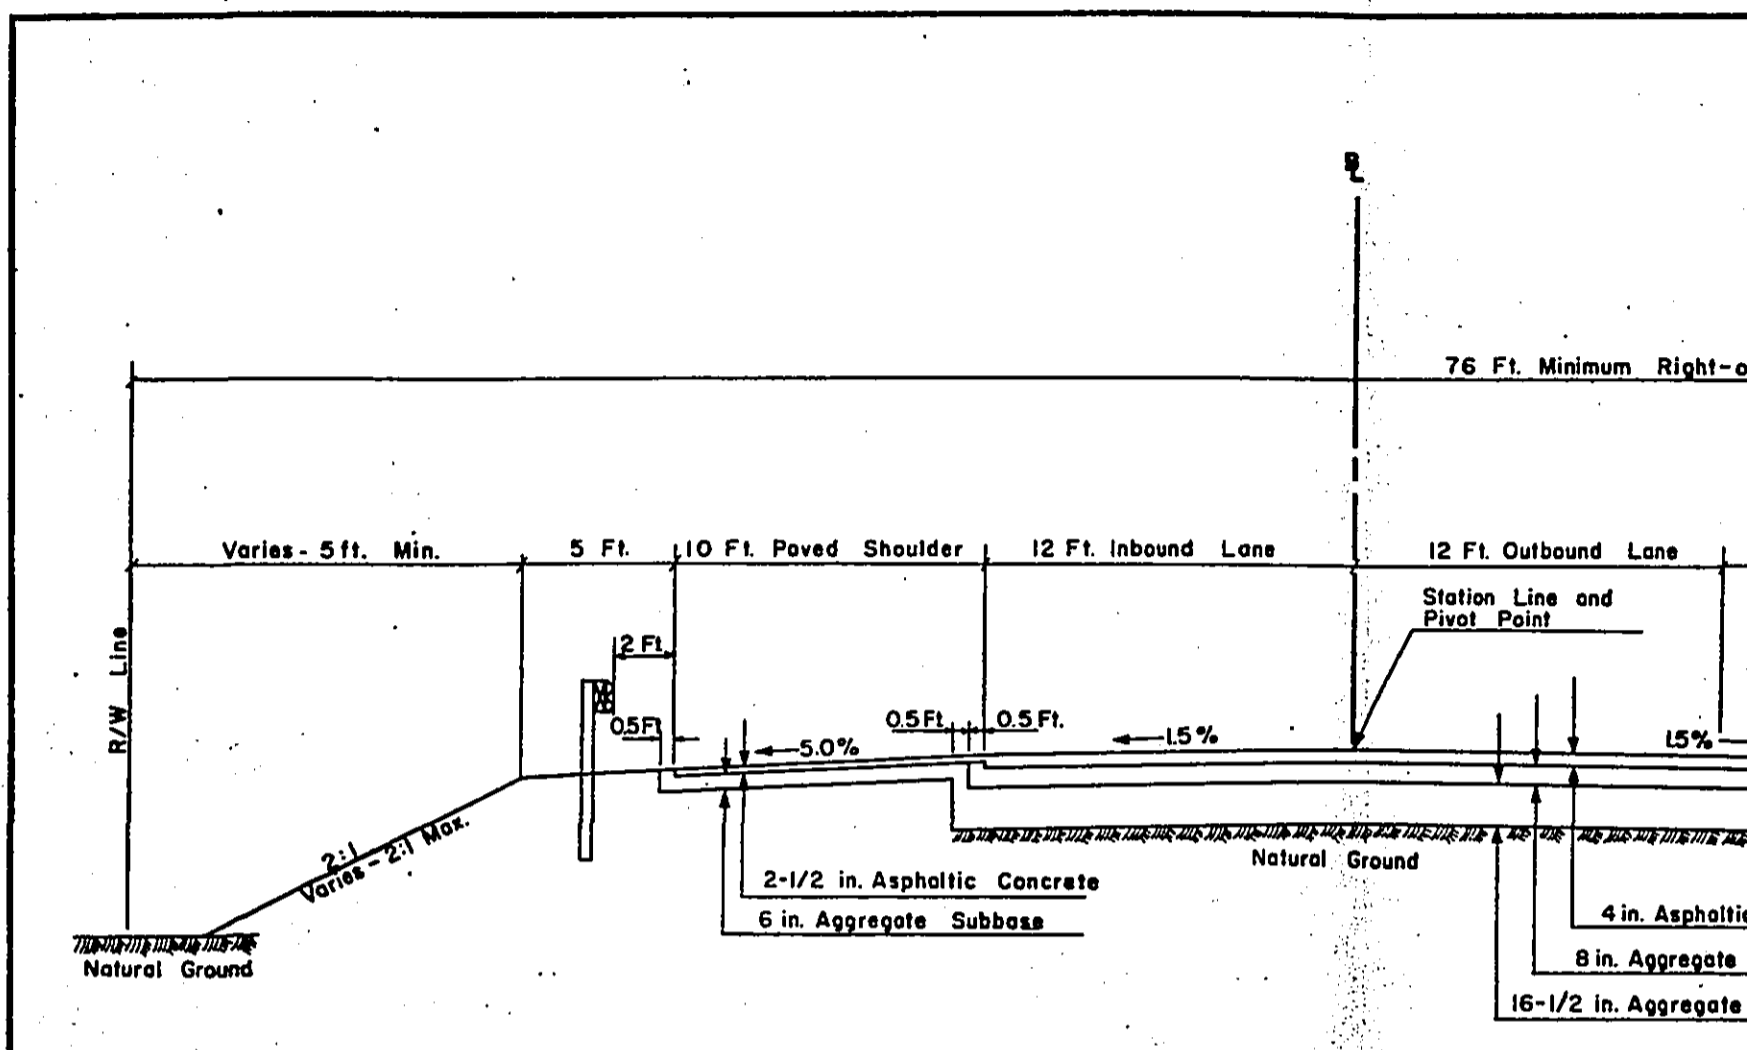 BL
76 Ft. Minimum Right-o
Varies - 5 ft. Min.
5 Ft.
10 Ft. Paved Shoulder
12 Ft. Inbound Lane
12 Ft. Outbound Lane
Station Line and
Pivot Point
R/W Line
2 Ft.
0.5 Ft.
0.5 Ft.
0.5 Ft.
5.0%
1.5%
1.5%
2:1
Varies - 2:1 Max.
Natural Ground
2-1/2 in. Asphaltic Concrete
6 in. Aggregate Subbase
4 in. Asphaltic
8 in. Aggregate
16-1/2 in. Aggregate
Natural Ground